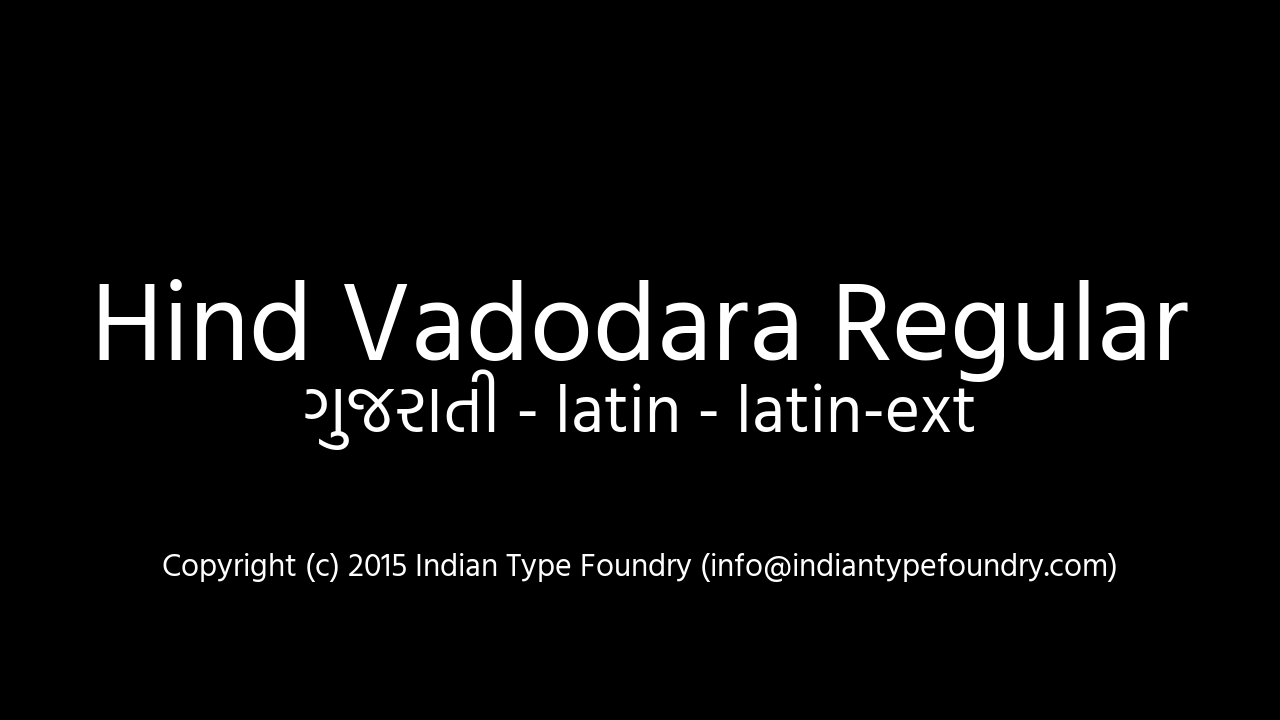 Hind Vadodara Regular
ગુજરાતી - latin - latin-ext
Copyright (c) 2015 Indian Type Foundry (info@indiantypefoundry.com)